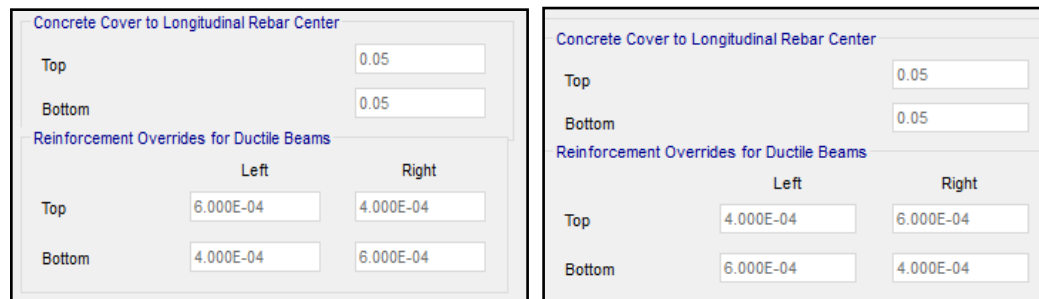 Concrete Cover to Longitudinal Rebar Center
Top 0.05
Bottom 0.05
Reinforcement Overrides for Ductile Beams
Left Right
Top 6.000E-04 4.000E-04
Bottom 4.000E-04 6.000E-04
Concrete Cover to Longitudinal Rebar Center
Top 0.05
Bottom 0.05
Reinforcement Overrides for Ductile Beams
Left Right
Top 4.000E-04 6.000E-04
Bottom 6.000E-04 4.000E-04